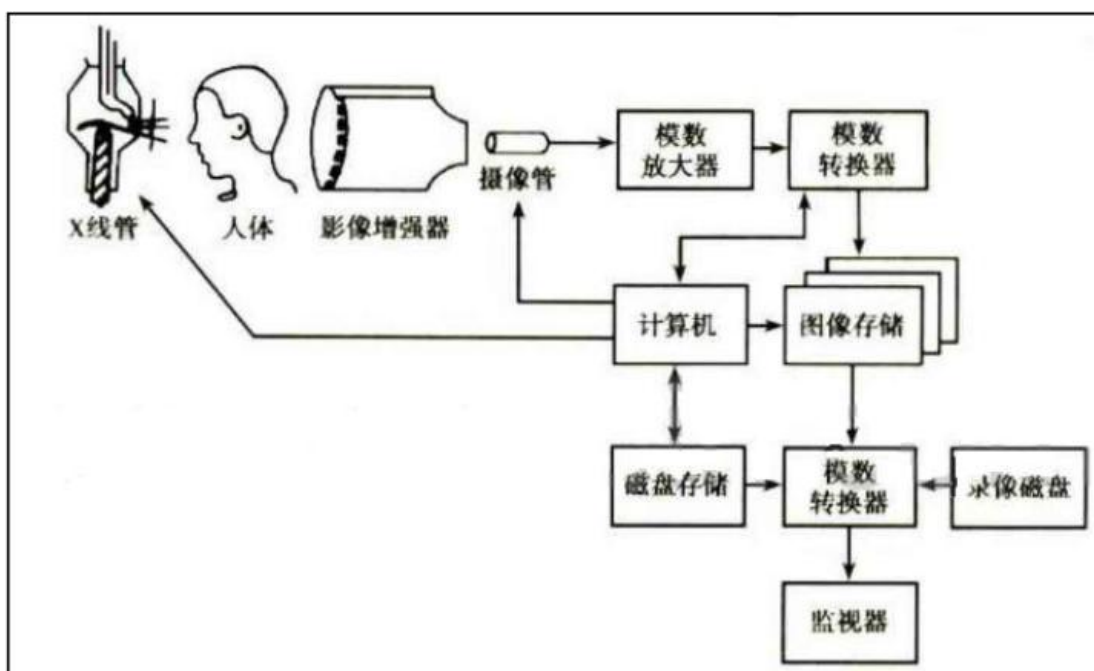 模数
放大器
模数
转换器
摄像管
X线管
人体
影像增强器
计算机
图像存储
磁盘存储
模数
转换器
录像磁盘
监视器